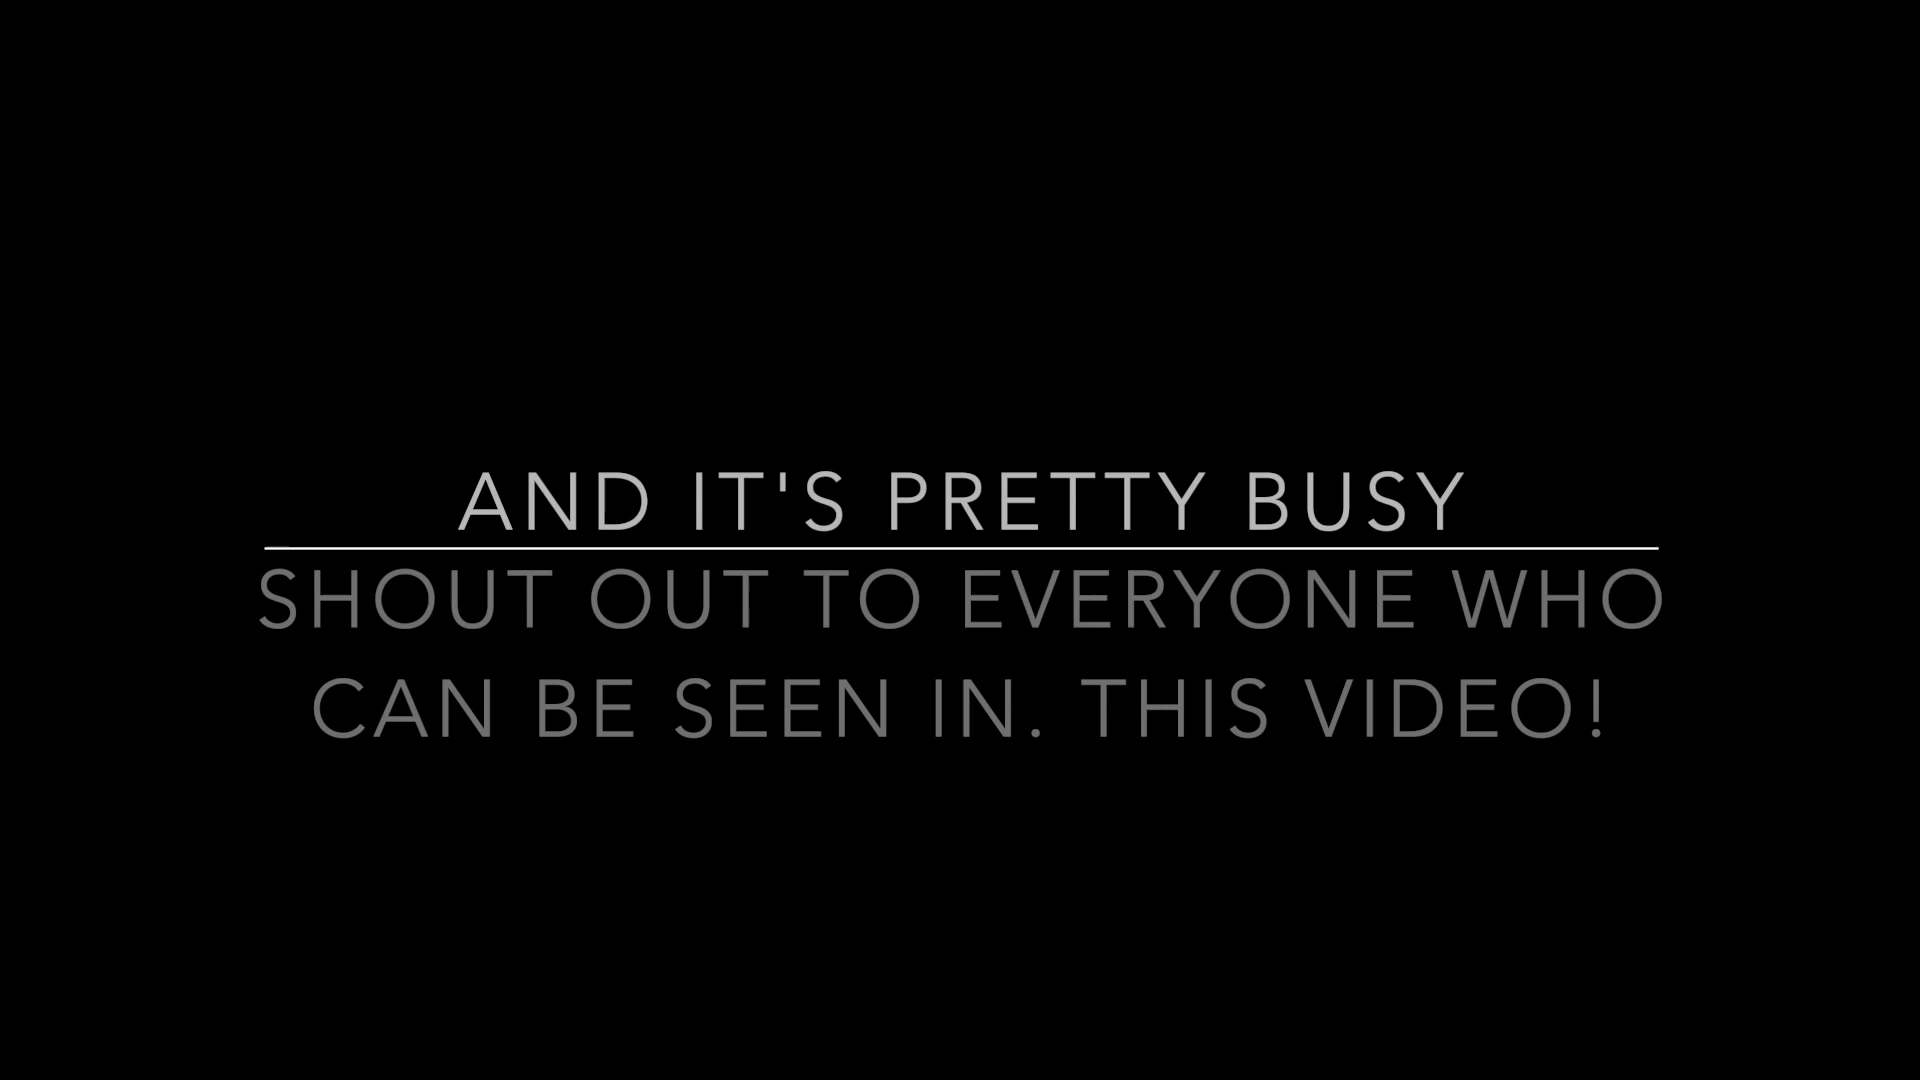 AND IT'S PRETTY BUSY
SHOUT OUT TO EVERYONE WHO
CAN BE SEEN IN. THIS VIDEO!